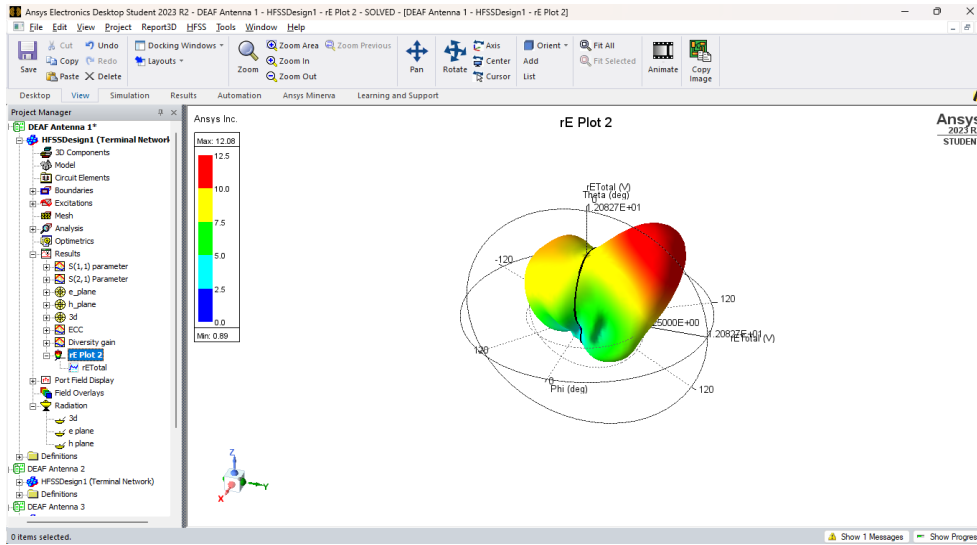 Ansys Electronics Desktop Student 2023 R2 - DEAF Antenna 1 - HFSSDesign1 - rE Plot 2 - SOLVED - [DEAF Antenna 1 - HFSSDesign1 - rE Plot 2]
File Edit View Project Report3D HFSS Tools Window Help
Save
Cut Undo
Copy Redo
Paste Delete
Docking Windows
Layouts
Zoom
Zoom Area Zoom Previous
Zoom In
Zoom Out
Pan
Rotate
Axis
Center
Cursor
Orient
Add
List
Fit All
Fit Selected
Animate
Copy
Image
Desktop View Simulation Results Automation Ansys Minerva Learning and Support
Project Manager
DEAF Antenna 1*
HFSSDesign1 (Terminal Network
3D Components
Model
Circuit Elements
Boundaries
Excitations
Mesh
Analysis
Optimetrics
Results
S(1,1) parameter
S(2,1) Parameter
e_plane
h_plane
3d
ECC
Diversity gain
rE Plot 2
rETotal
Port Field Display
Field Overlays
Radiation
3d
e plane
h plane
Definitions
DEAF Antenna 2
HFSSDesign1 (Terminal Network)
Definitions
DEAF Antenna 3
Ansys Inc.
rE Plot 2
Ansys
2023 R
STUDEN
Max: 12.08
12.5
10.0
7.5
5.0
2.5
0.0
Min: 0.89
rETotal (V)
Theta (deg)
0
1.20827E+01
-120
120
25000E+00
1.20827E+01
rETotal (V)
120
0
Phi (deg)
120
Z
Y
X
0 items selected.
Show 1 Messages Show Progres